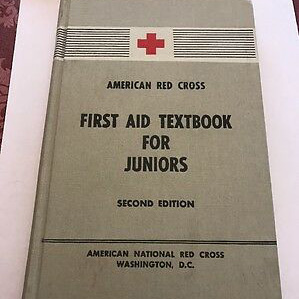 AMERICAN RED CROSS
FIRST AID TEXTBOOK
FOR
JUNIORS
SECOND EDITION
AMERICAN NATIONAL RED CROSS
WASHINGTON, D.C.